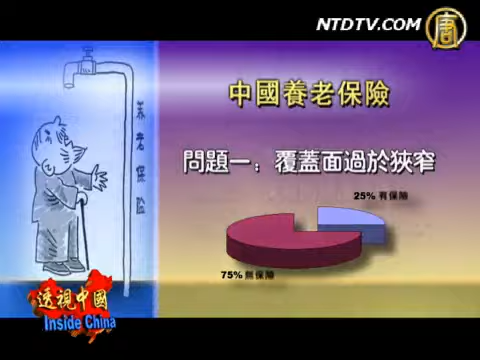 NTDTV.COM
唐
中國養老保險
養老保險
問題一：覆蓋面過於狹窄
25% 有保險
75% 無保險
透視中國
Inside China